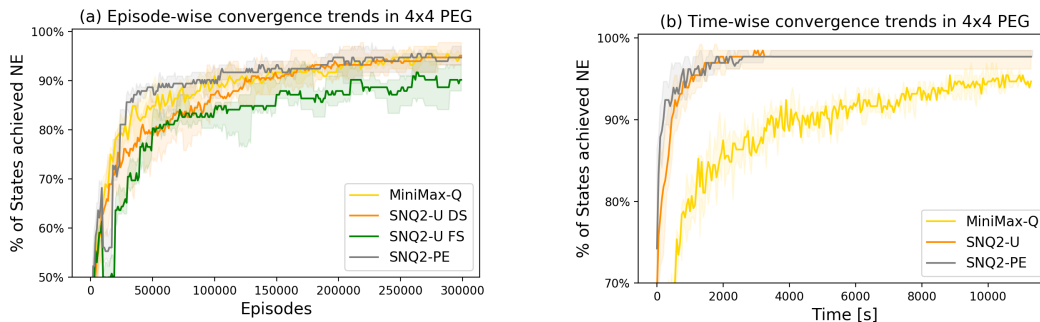 (a) Episode-wise convergence trends in 4x4 PEG
100%
90%
80%
70%
60%
50%
% of States achieved NE
0 50000 100000 150000 200000 250000 300000
Episodes
MiniMax-Q
SNQ2-U DS
SNQ2-U FS
SNQ2-PE
(b) Time-wise convergence trends in 4x4 PEG
100%
90%
80%
70%
% of States achieved NE
0 2000 4000 6000 8000 10000
Time [s]
MiniMax-Q
SNQ2-U
SNQ2-PE